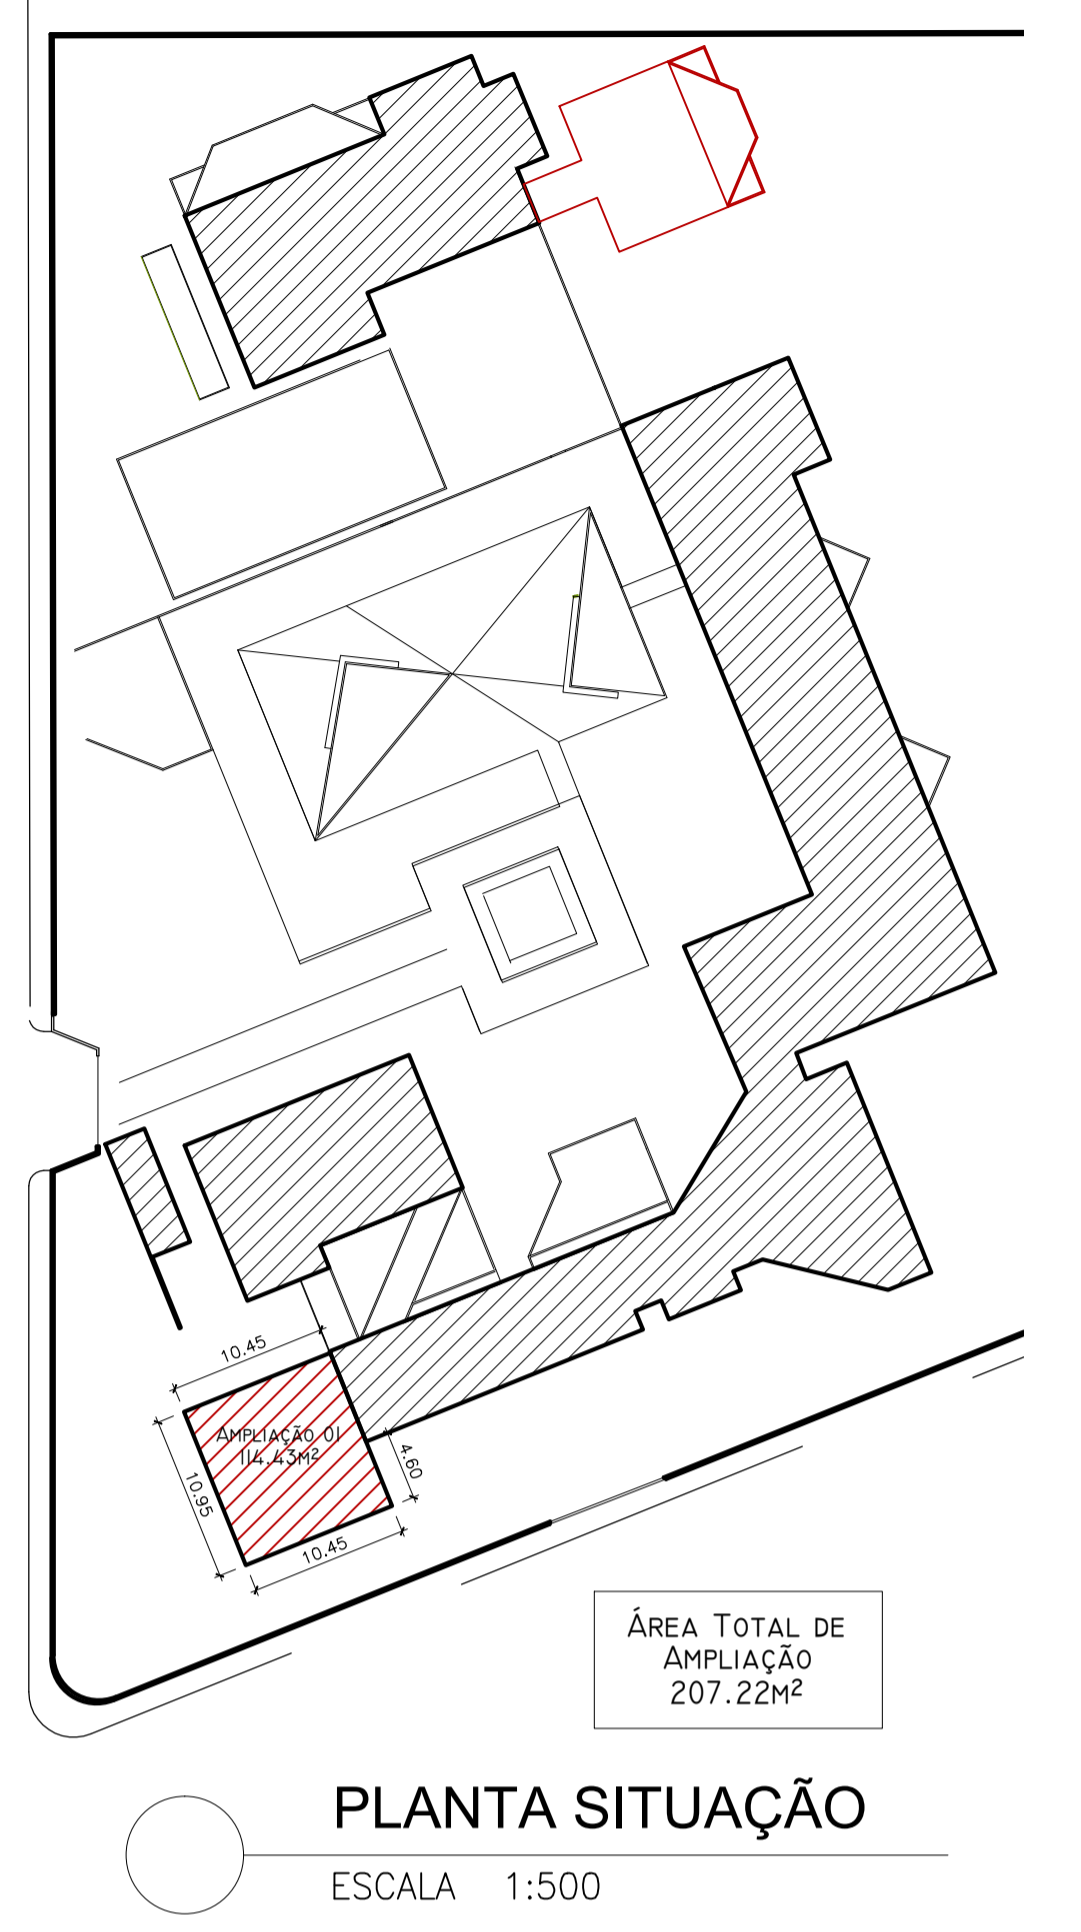 10.45
AMPLIAÇÃO 01
114.43M²
4.60
10.95
10.45
ÁREA TOTAL DE
AMPLIAÇÃO
207.22M²
PLANTA SITUAÇÃO
ESCALA 1:500